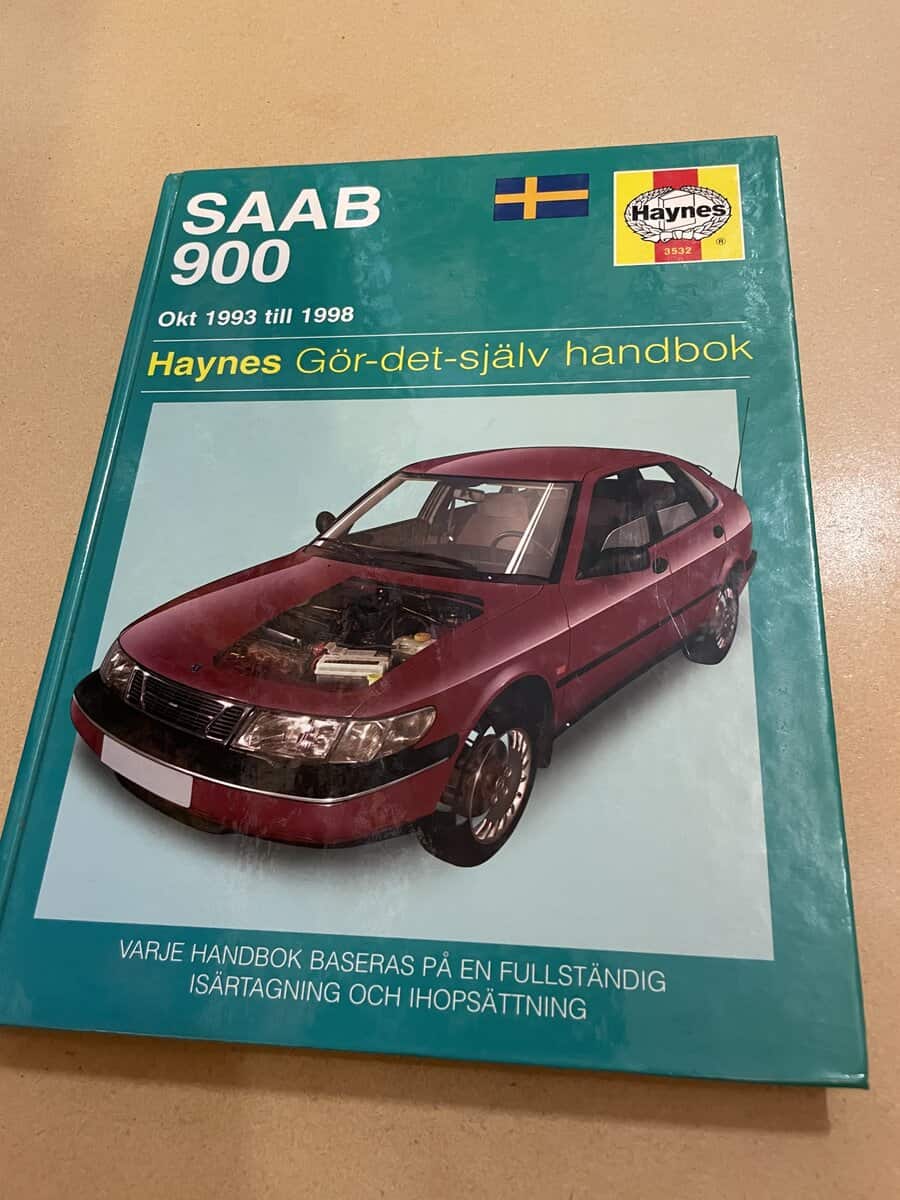 SAAB
900
Okt 1993 till 1998
Haynes Gör-det-själv handbok
Haynes
®
3532
VARJE HANDBOK BASERAS PÅ EN FULLSTÄNDIG
ISÄRTAGNING OCH IHOPSÄTTNING